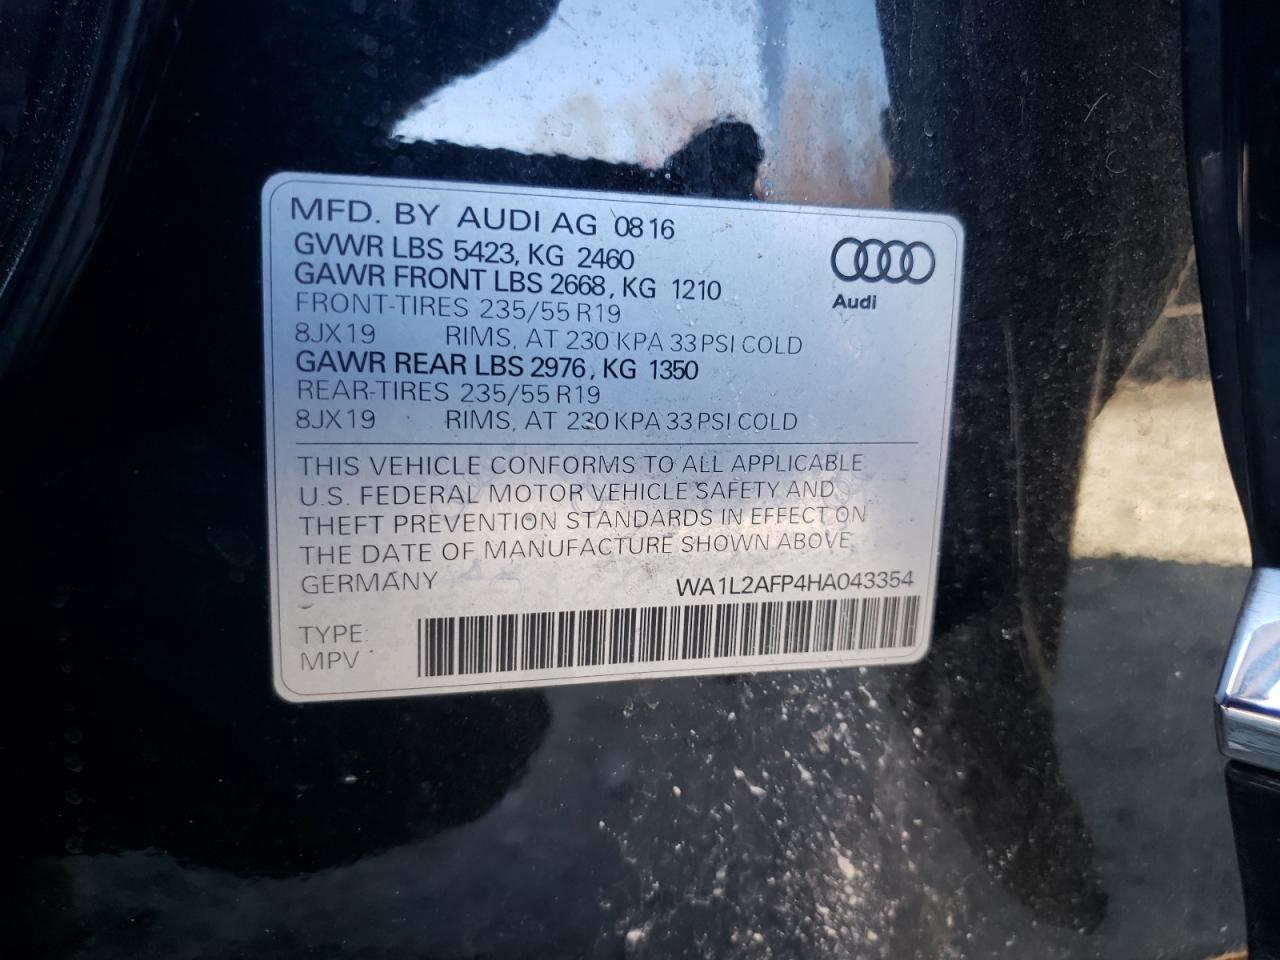 MFD. BY AUDI AG 0816
GVWR LBS 5423, KG 2460
GAWR FRONT LBS 2668, KG 1210
FRONT-TIRES 235/55 R19
8JX19 RIMS, AT 230 KPA 33 PSI COLD
GAWR REAR LBS 2976, KG 1350
REAR-TIRES 235/55 R19
8JX19 RIMS, AT 230 KPA 33 PSI COLD
Audi
THIS VEHICLE CONFORMS TO ALL APPLICABLE
U.S. FEDERAL MOTOR VEHICLE SAFETY AND
THEFT PREVENTION STANDARDS IN EFFECT ON
THE DATE OF MANUFACTURE SHOWN ABOVE
GERMANY WA1L2AFP4HA043354
TYPE:
MPV